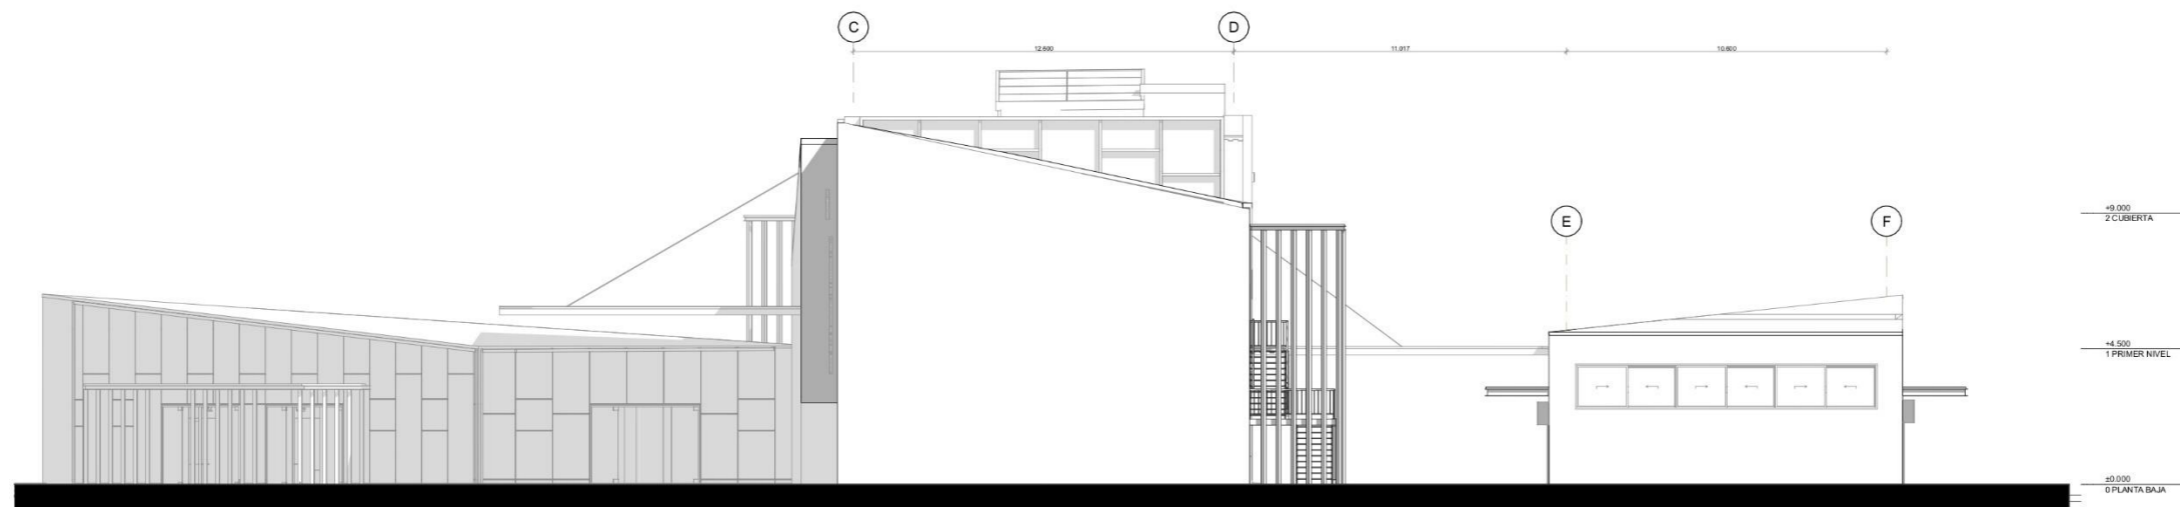 C
D
12.600
11.017
10.600
E
F
+9.000
2 CUBIERTA
+4.500
1 PRIMER NIVEL
±0.000
0 PLANTA BAJA